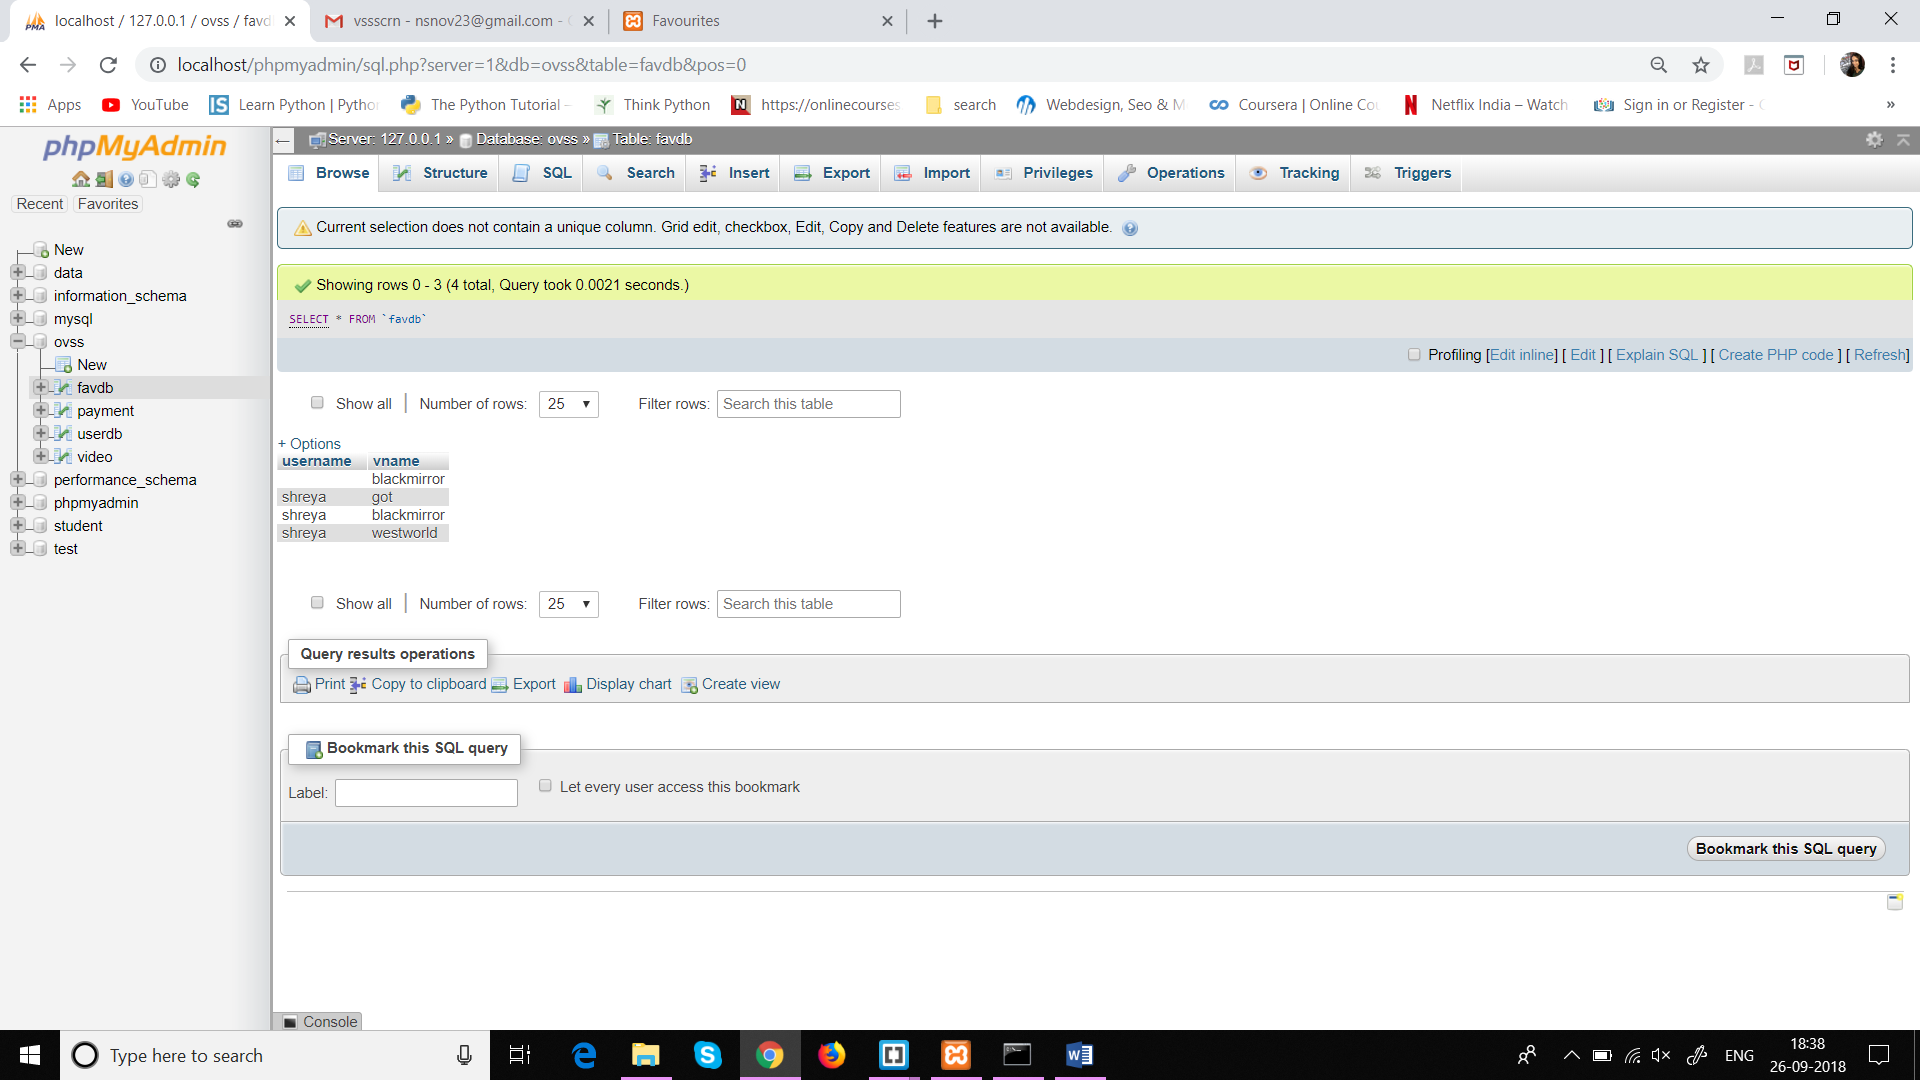 localhost / 127.0.0.1 / ovss / favd
vssscrn - nsnov23@gmail.com -
Favourites
localhost/phpmyadmin/sql.php?server=1&db=ovss&table=favdb&pos=0
Apps
YouTube
Learn Python | Pytho
The Python Tutorial –
Think Python
https://onlinecourses
search
Webdesign, Seo & M
Coursera | Online Co
Netflix India – Watch
Sign in or Register -
»
phpMyAdmin
Recent
Favorites
New
data
information_schema
mysql
ovss
New
favdb
payment
userdb
video
performance_schema
phpmyadmin
student
test
Server: 127.0.0.1 » Database: ovss » Table: favdb
Browse
Structure
SQL
Search
Insert
Export
Import
Privileges
Operations
Tracking
Triggers
Current selection does not contain a unique column. Grid edit, checkbox, Edit, Copy and Delete features are not available.
Showing rows 0 - 3 (4 total, Query took 0.0021 seconds.)
SELECT * FROM `favdb`
Profiling [Edit inline] [ Edit ] [ Explain SQL ] [ Create PHP code ] [ Refresh]
Show all | Number of rows: 25 Filter rows: Search this table
+ Options
username vname
blackmirror
shreya got
shreya blackmirror
shreya westworld
Show all | Number of rows: 25 Filter rows: Search this table
Query results operations
Print Copy to clipboard Export Display chart Create view
Bookmark this SQL query
Label:
Let every user access this bookmark
Bookmark this SQL query
Console
Type here to search
ENG
18:38
26-09-2018